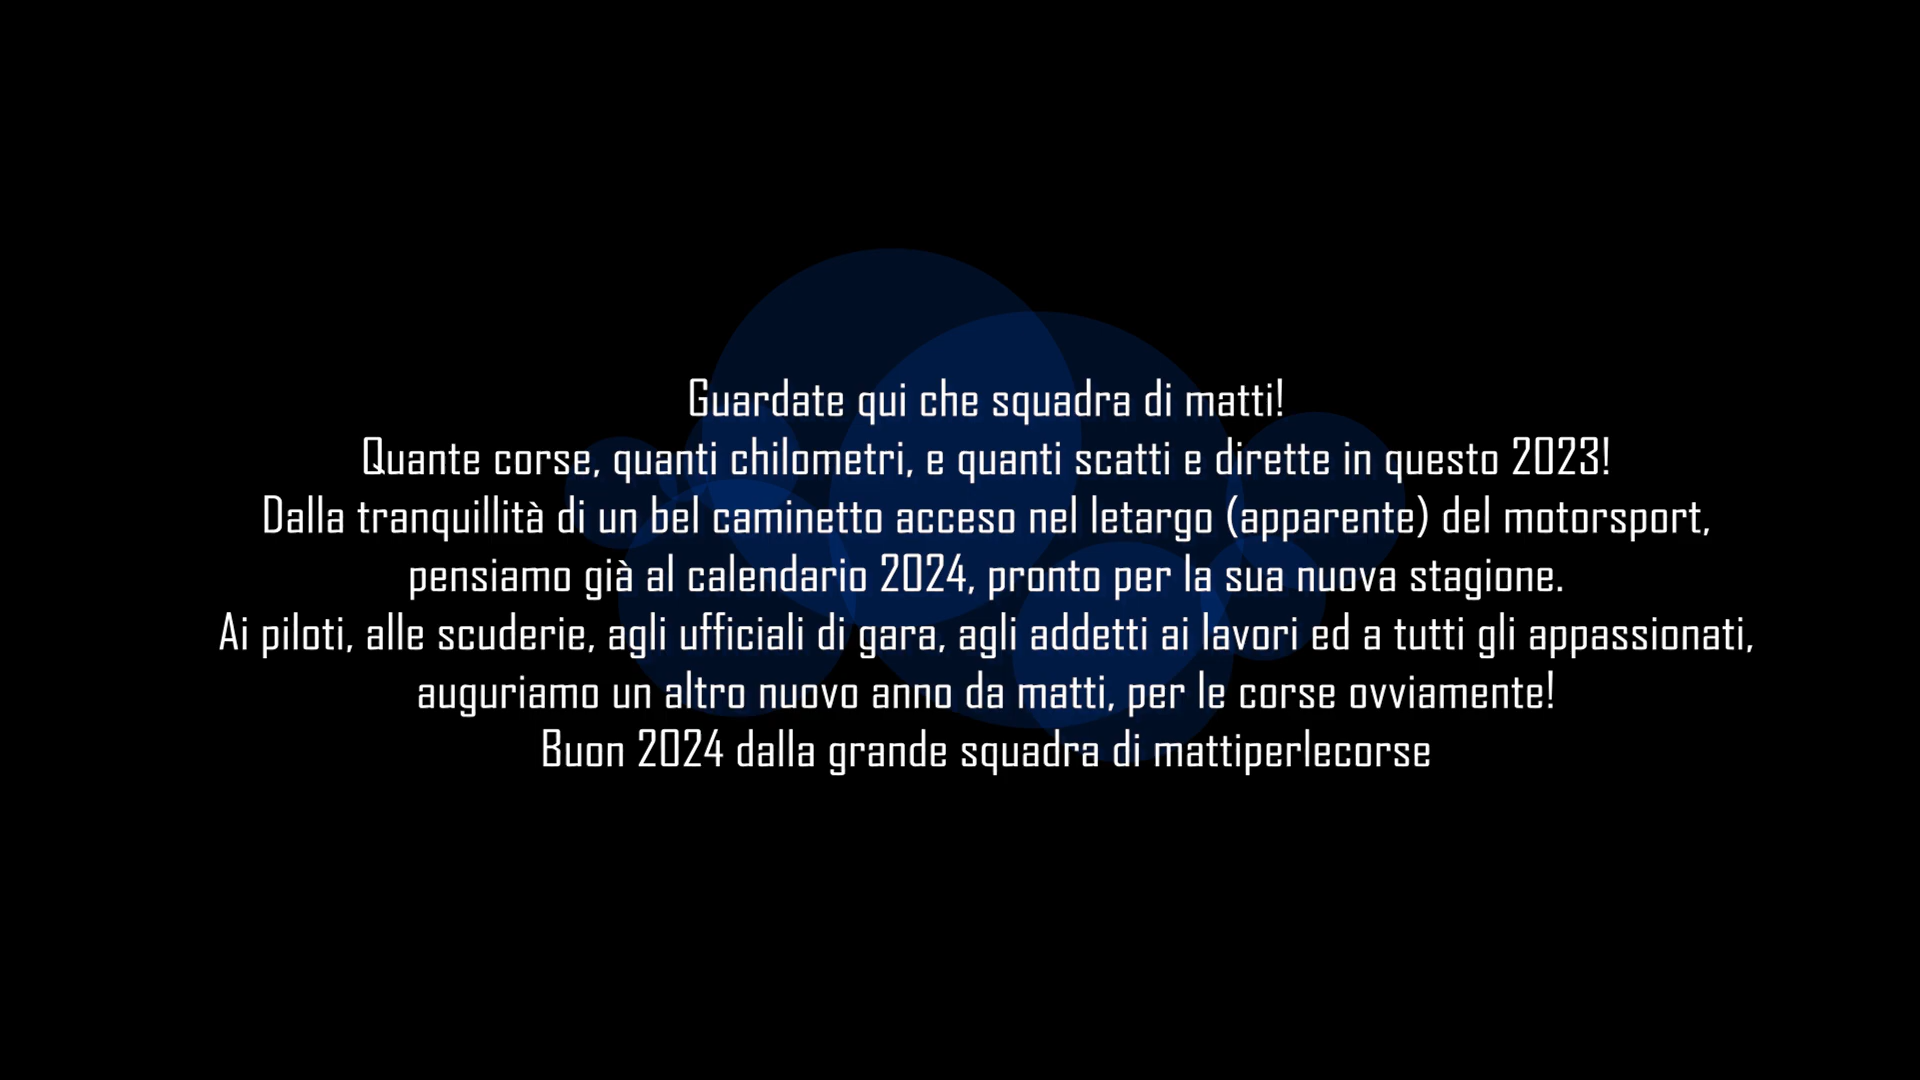 Guardate qui che squadra di matti!
Quante corse, quanti chilometri, e quanti scatti e dirette in questo 2023!
Dalla tranquillità di un bel caminetto acceso nel letargo (apparente) del motorsport,
pensiamo già al calendario 2024, pronto per la sua nuova stagione.
Ai piloti, alle scuderie, agli ufficiali di gara, agli addetti ai lavori ed a tutti gli appassionati,
auguriamo un altro nuovo anno da matti, per le corse ovviamente!
Buon 2024 dalla grande squadra di mattiperlecorse